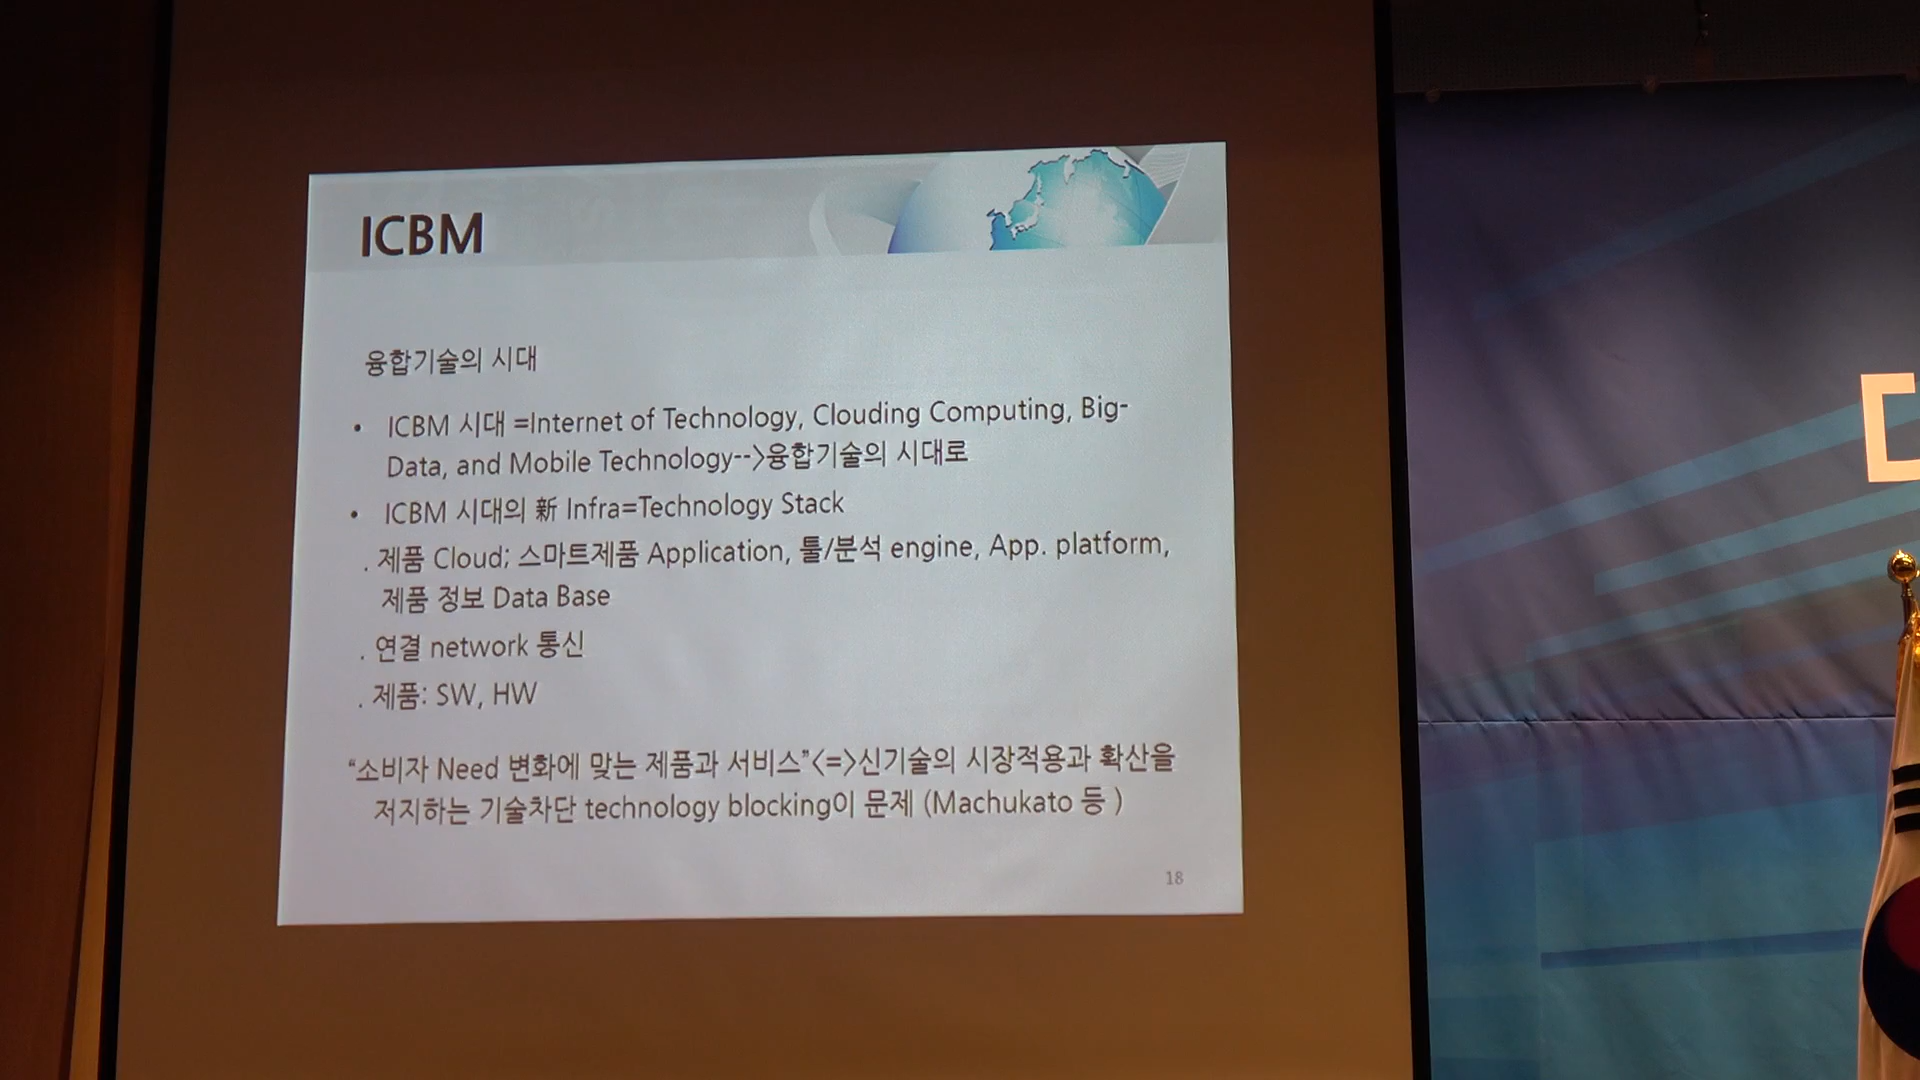 ICBM
융합기술의 시대
• ICBM 시대 =Internet of Technology, Clouding Computing, Big-
Data, and Mobile Technology-->융합기술의 시대로
• ICBM 시대의 新 Infra=Technology Stack
. 제품 Cloud; 스마트제품 Application, 툴/분석 engine, App. platform,
제품 정보 Data Base
. 연결 network 통신
. 제품: SW, HW
“소비자 Need 변화에 맞는 제품과 서비스”<=>신기술의 시장적용과 확산을
저지하는 기술차단 technology blocking이 문제 (Machukato 등 )
18